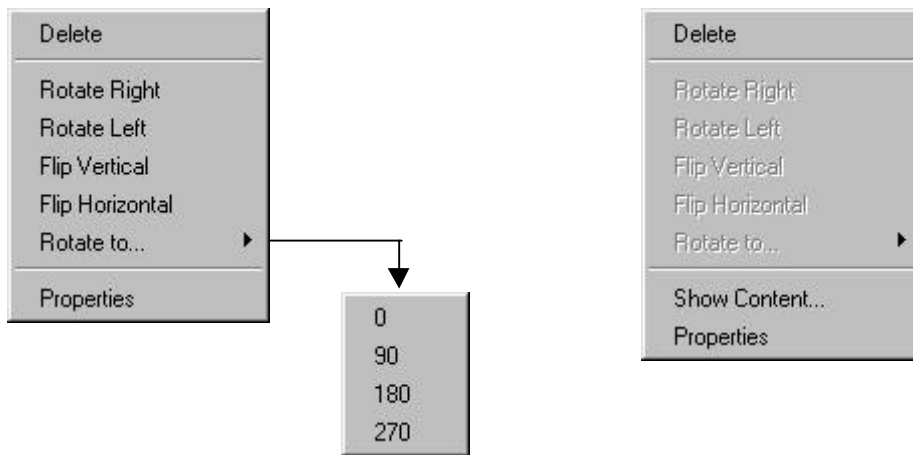 Delete
Rotate Right
Rotate Left
Flip Vertical
Flip Horizontal
Rotate to...
Properties
0
90
180
270
Delete
Rotate Right
Rotate Left
Flip Vertical
Flip Horizontal
Rotate to...
Show Content...
Properties